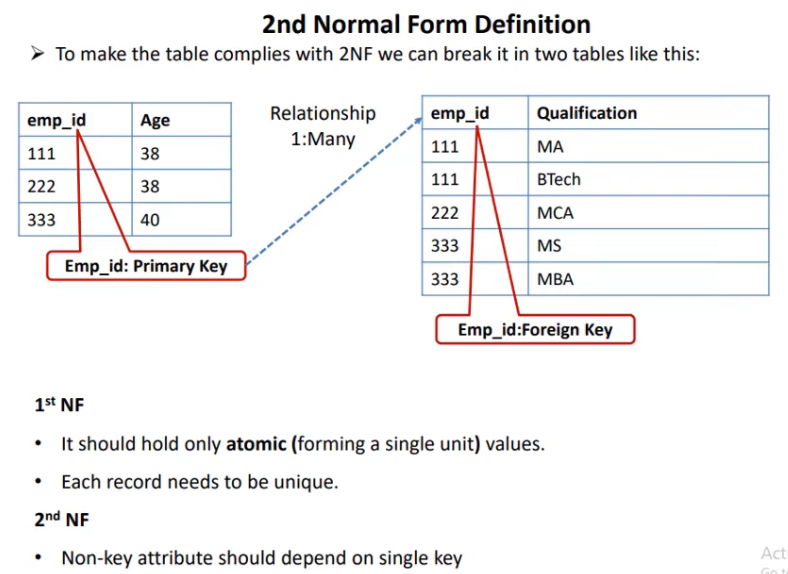 2nd Normal Form Definition
➢ To make the table complies with 2NF we can break it in two tables like this:
emp_id Age
111 38
222 38
333 40
Emp_id: Primary Key
Relationship
1:Many
emp_id Qualification
111 MA
111 BTech
222 MCA
333 MS
333 MBA
Emp_id:Foreign Key
1st NF
• It should hold only atomic (forming a single unit) values.
• Each record needs to be unique.
2nd NF
• Non-key attribute should depend on single key